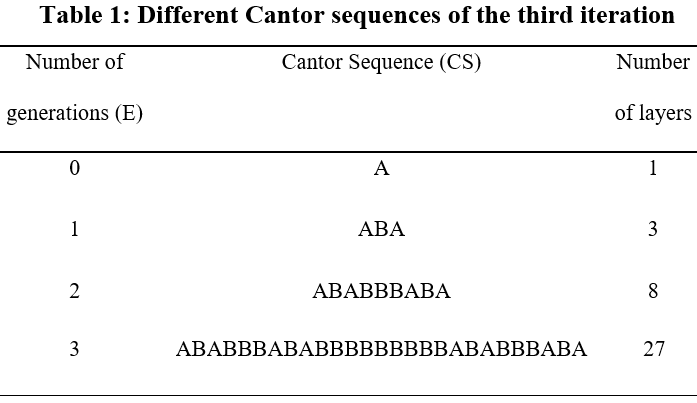 Table 1: Different Cantor sequences of the third iteration
Number of generations (E) Cantor Sequence (CS) Number of layers
0 A 1
1 ABA 3
2 ABABBBABA 8
3 ABABBBABABBBBBBBBBABABBBABA 27